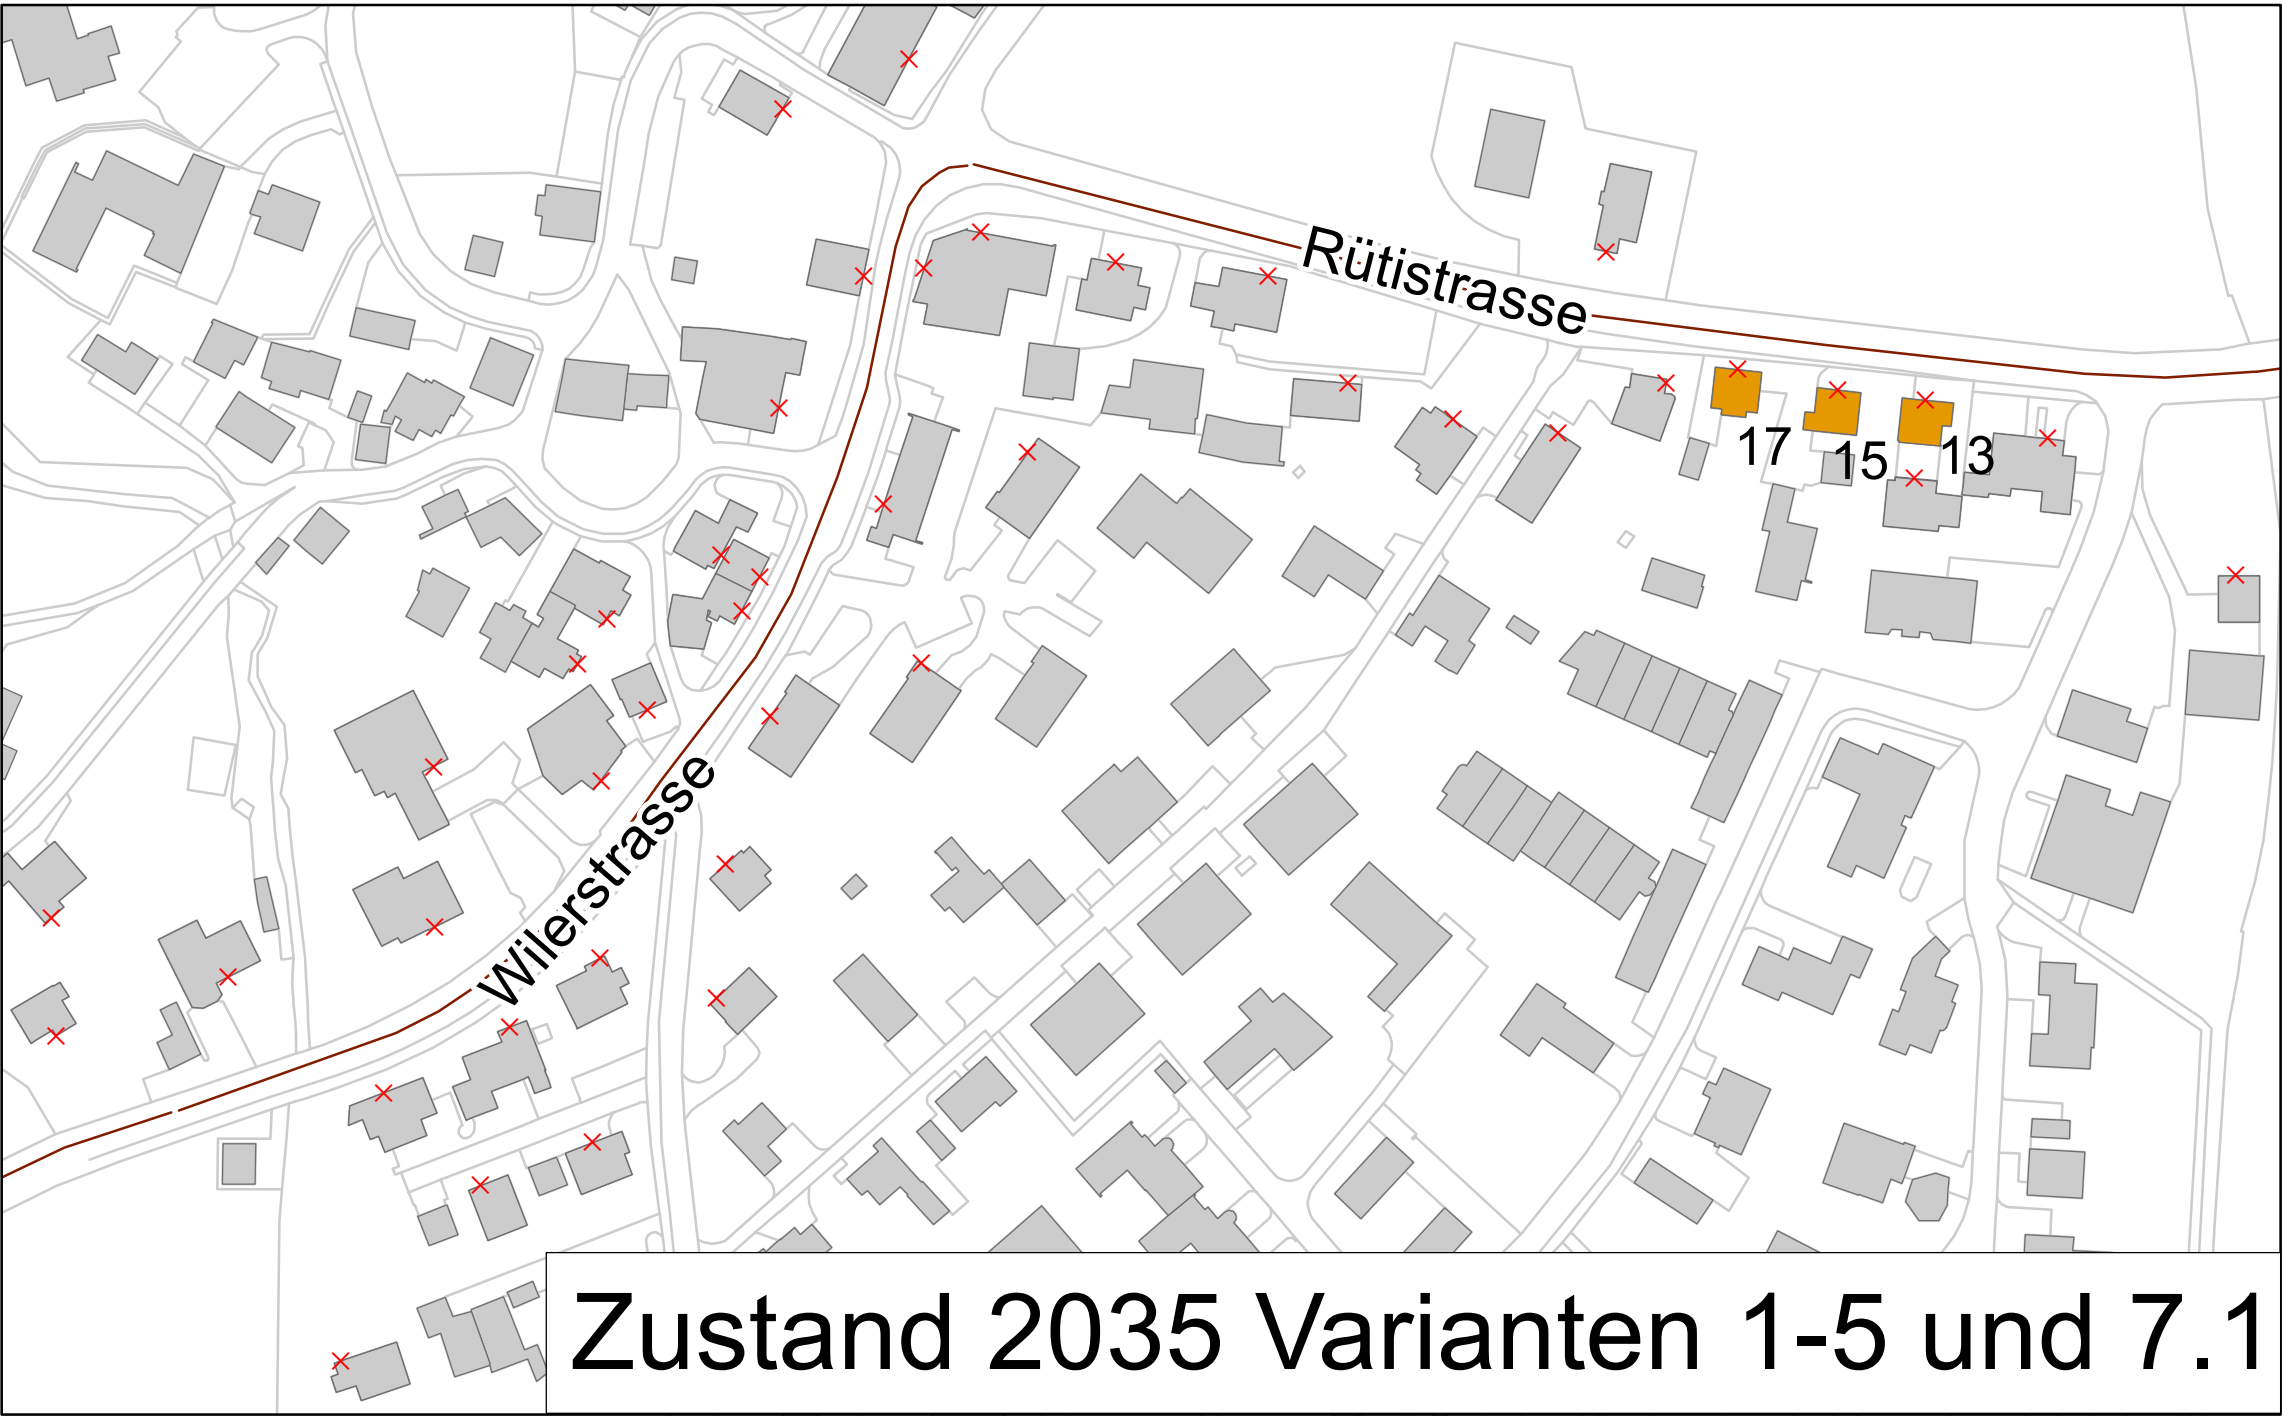 Rütistrasse
17
15
13
Wilerstrasse
Zustand 2035 Varianten 1-5 und 7.1